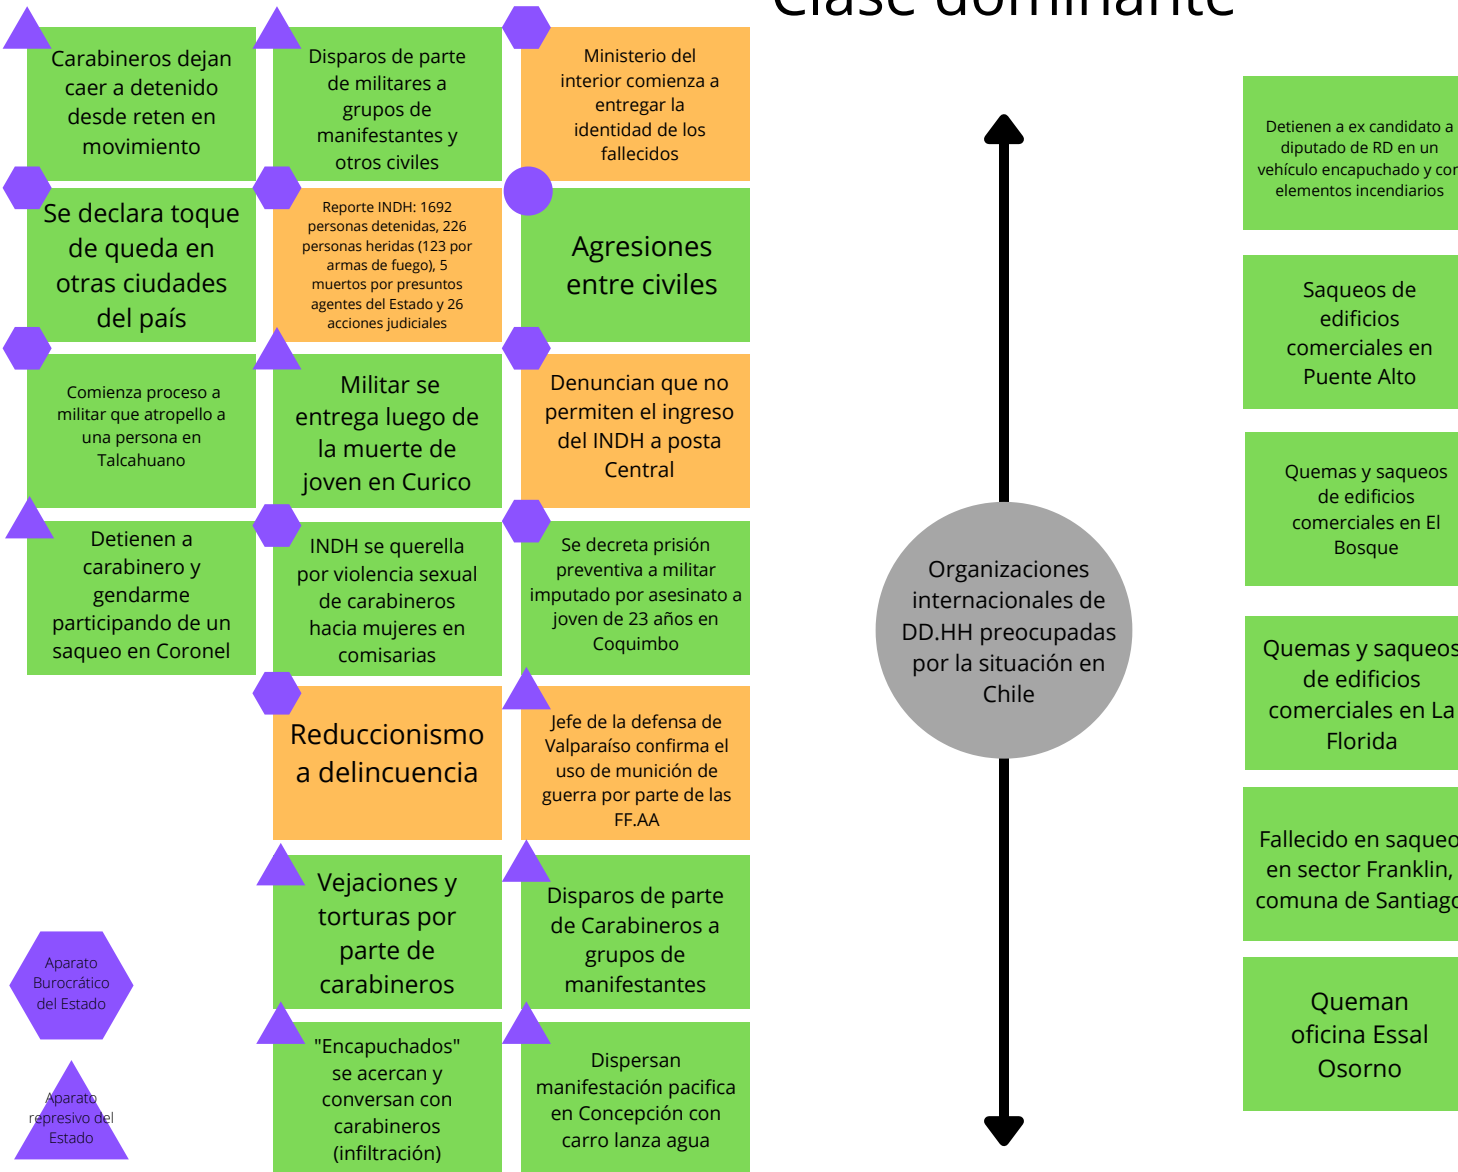 Clase dominante
Carabineros dejan
caer a detenido
desde reten en
movimiento
Disparos de parte
de militares a
grupos de
manifestantes y
otros civiles
Ministerio del
interior comienza a
entregar la
identidad de los
fallecidos
Se declara toque
de queda en
otras ciudades
del país
Reporte INDH: 1692
personas detenidas, 226
personas heridas (123 por
armas de fuego), 5
muertos por presuntos
agentes del Estado y 26
acciones judiciales
Agresiones
entre civiles
Comienza proceso a
militar que atropello a
una persona en
Talcahuano
Militar se
entrega luego de
la muerte de
joven en Curico
Denuncian que no
permiten el ingreso
del INDH a posta
Central
Detienen a
carabinero y
gendarme
participando de un
saqueo en Coronel
INDH se querella
por violencia sexual
de carabineros
hacia mujeres en
comisarias
Se decreta prisión
preventiva a militar
imputado por asesinato a
joven de 23 años en
Coquimbo
Reduccionismo
a delincuencia
Jefe de la defensa de
Valparaíso confirma el
uso de munición de
guerra por parte de las
FF.AA
Vejaciones y
torturas por
parte de
carabineros
Disparos de parte
de Carabineros a
grupos de
manifestantes
"Encapuchados"
se acercan y
conversan con
carabineros
(infiltración)
Dispersan
manifestación pacifica
en Concepción con
carro lanza agua
Aparato
Burocrático
del Estado
Aparato
represivo del
Estado
Organizaciones
internacionales de
DD.HH preocupadas
por la situación en
Chile
Detienen a ex candidato a
diputado de RD en un
vehículo encapuchado y con
elementos incendiarios
Saqueos de
edificios
comerciales en
Puente Alto
Quemas y saqueos
de edificios
comerciales en El
Bosque
Quemas y saqueos
de edificios
comerciales en La
Florida
Fallecido en saqueo
en sector Franklin,
comuna de Santiago
Queman
oficina Essal
Osorno